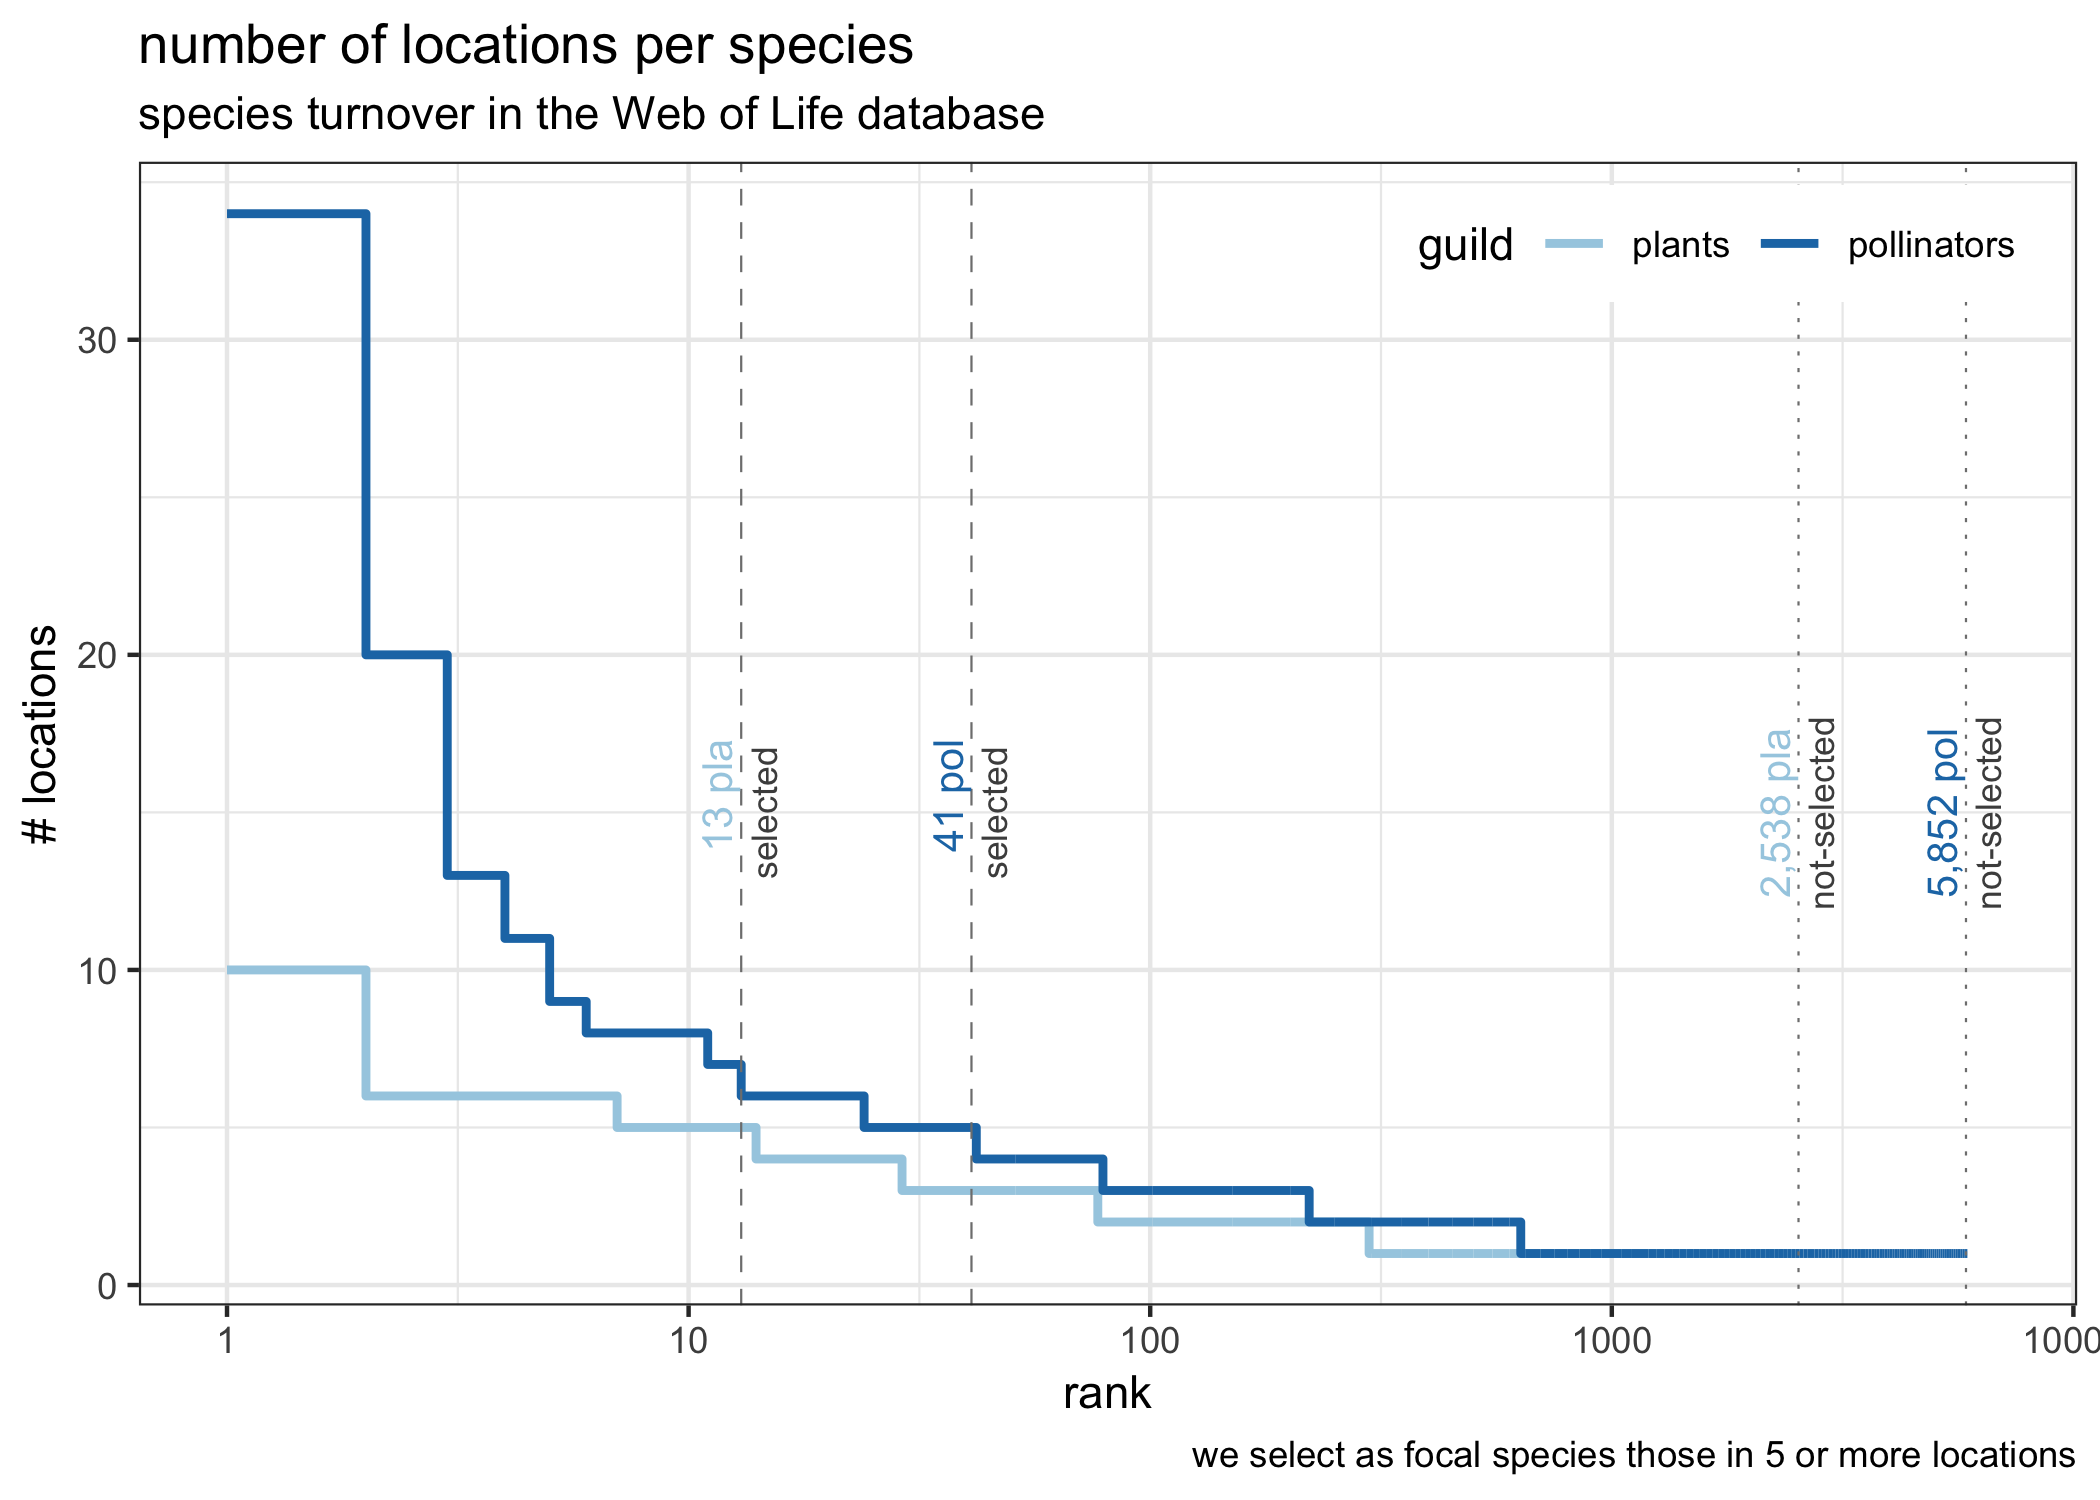 number of locations per species
species turnover in the Web of Life database
guild plants pollinators
# locations
30
20
10
0
13 pla
selected
41 pol
selected
2,538 pla
not-selected
5,852 pol
not-selected
1 10 100 1000 1000
rank
we select as focal species those in 5 or more locations